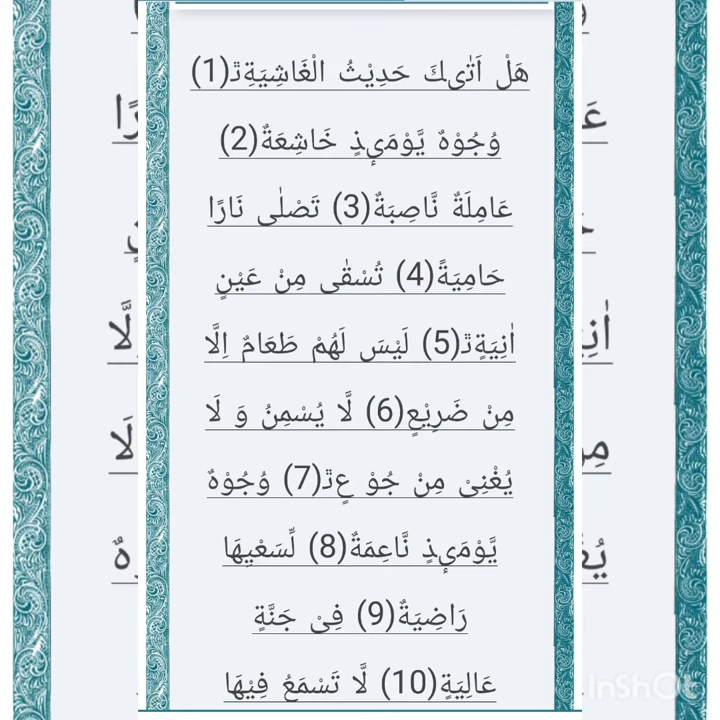 هَلْ اَتٰىكَ حَدِیْثُ الْغَاشِیَةِﭤ(1)
وُجُوْهٌ یَّوْمَىٕذٍ خَاشِعَةٌ(2)
عَامِلَةٌ نَّاصِبَةٌ(3) تَصْلٰى نَارًا
حَامِیَةً(4) تُسْقٰى مِنْ عَیْنٍ
اٰنِیَةٍﭤ(5) لَیْسَ لَهُمْ طَعَامٌ اِلَّا
مِنْ ضَرِیْعٍ(6) لَّا یُسْمِنُ وَ لَا
یُغْنِیْ مِنْ جُوْ عٍﭤ(7) وُجُوْهٌ
یَّوْمَىٕذٍ نَّاعِمَةٌ(8) لِّسَعْیِهَا
رَاضِیَةٌ(9) فِیْ جَنَّةٍ
عَالِیَةٍ(10) لَّا تَسْمَعُ فِیْهَا
InShOt